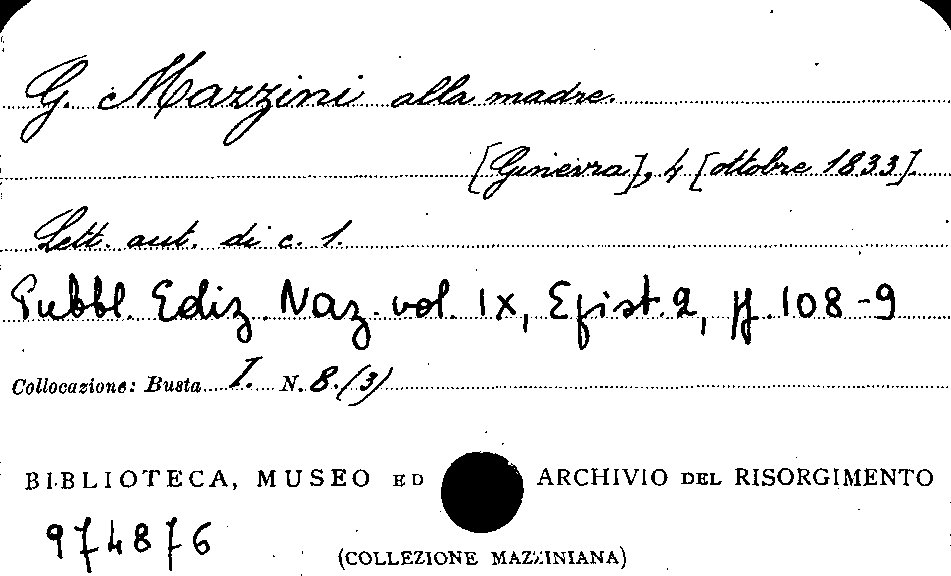 G. Mazzini alla madre.
[Ginevra], 4 [ottobre 1833].
Lett. aut. di c. 1.
Pubbl. Ediz. Naz. vol. IX, Epist. 2, pp. 108-9
Collocazione: Busta I. N. 8. (3)
BIBLIOTECA, MUSEO ED ARCHIVIO DEL RISORGIMENTO
974876
(COLLEZIONE MAZZINIANA)